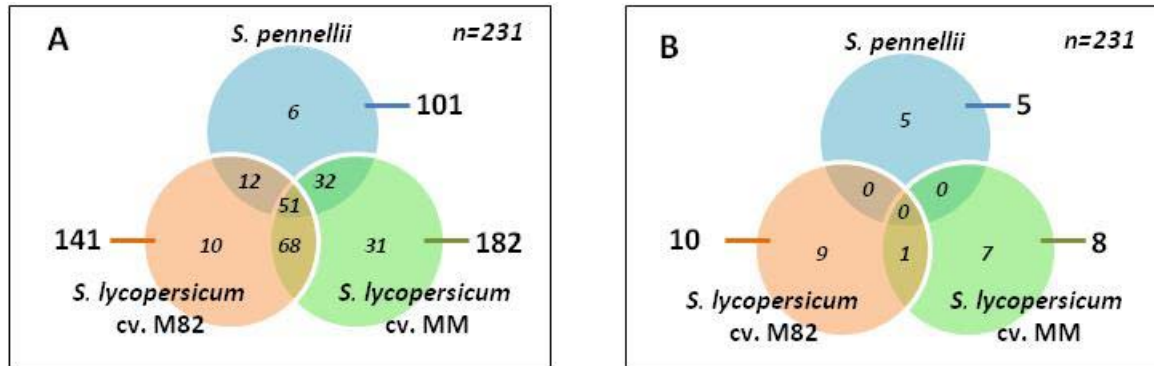 A
S. pennellii
n=231
6
101
12
32
51
141
10
68
31
182
S. lycopersicum
cv. M82
S. lycopersicum
cv. MM
B
S. pennellii
n=231
5
5
0
0
0
10
9
1
7
8
S. lycopersicum
cv. M82
S. lycopersicum
cv. MM